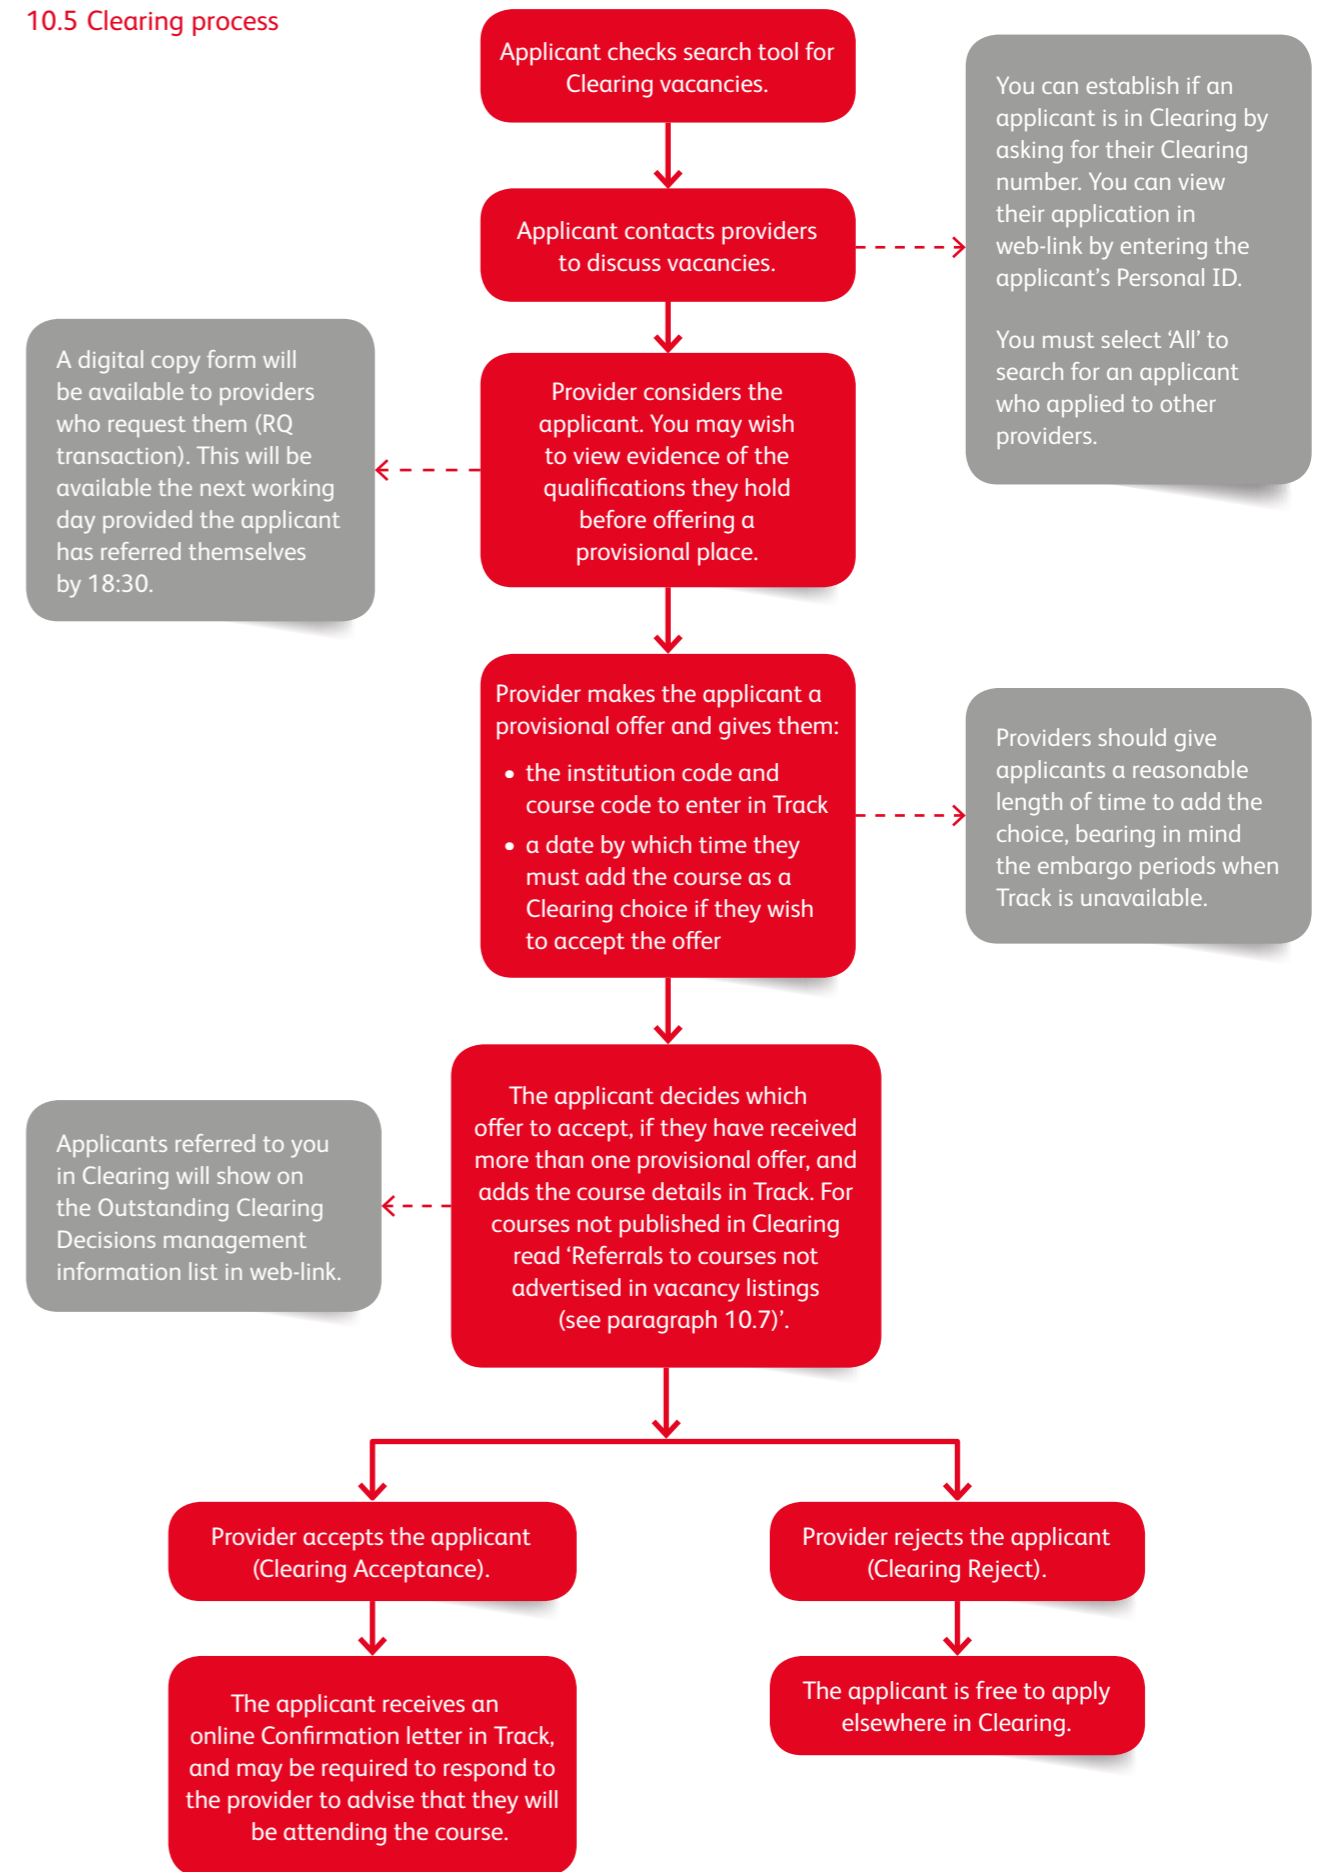 10.5 Clearing process
Applicant checks search tool for
Clearing vacancies.
Applicant contacts providers
to discuss vacancies.
You can establish if an
applicant is in Clearing by
asking for their Clearing
number. You can view
their application in
web-link by entering the
applicant’s Personal ID.
You must select ‘All’ to
search for an applicant
who applied to other
providers.
Provider considers the
applicant. You may wish
to view evidence of the
qualifications they hold
before offering a
provisional place.
A digital copy form will
be available to providers
who request them (RQ
transaction). This will be
available the next working
day provided the applicant
has referred themselves
by 18:30.
Provider makes the applicant a
provisional offer and gives them:
• the institution code and
course code to enter in Track
• a date by which time they
must add the course as a
Clearing choice if they wish
to accept the offer
Providers should give
applicants a reasonable
length of time to add the
choice, bearing in mind
the embargo periods when
Track is unavailable.
The applicant decides which
offer to accept, if they have received
more than one provisional offer, and
adds the course details in Track. For
courses not published in Clearing
read ‘Referrals to courses not
advertised in vacancy listings
(see paragraph 10.7)’.
Applicants referred to you
in Clearing will show on
the Outstanding Clearing
Decisions management
information list in web-link.
Provider accepts the applicant
(Clearing Acceptance).
The applicant receives an
online Confirmation letter in Track,
and may be required to respond to
the provider to advise that they will
be attending the course.
Provider rejects the applicant
(Clearing Reject).
The applicant is free to apply
elsewhere in Clearing.